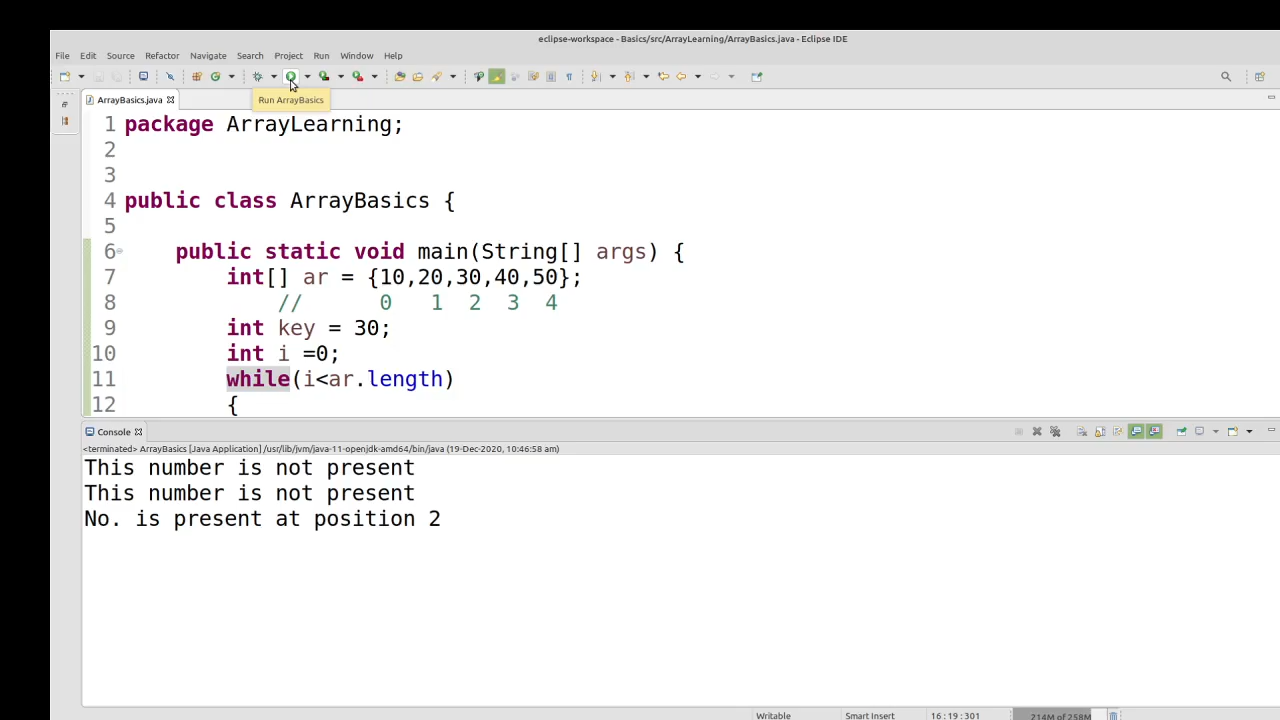 eclipse-workspace - Basics/src/ArrayLearning/ArrayBasics.java - Eclipse IDE
File Edit Source Refactor Navigate Search Project Run Window Help
ArrayBasics.java
Run ArrayBasics
1 package ArrayLearning;
2
3
4 public class ArrayBasics {
5
6 public static void main(String[] args) {
7 int[] ar = {10,20,30,40,50};
8 // 0 1 2 3 4
9 int key = 30;
10 int i =0;
11 while(i<ar.length)
12 {
Console
<terminated> ArrayBasics [Java Application] /usr/lib/jvm/java-11-openjdk-amd64/bin/java (19-Dec-2020, 10:46:58 am)
This number is not present
This number is not present
No. is present at position 2
Writable Smart Insert 16 : 19 : 301 214M of 258M